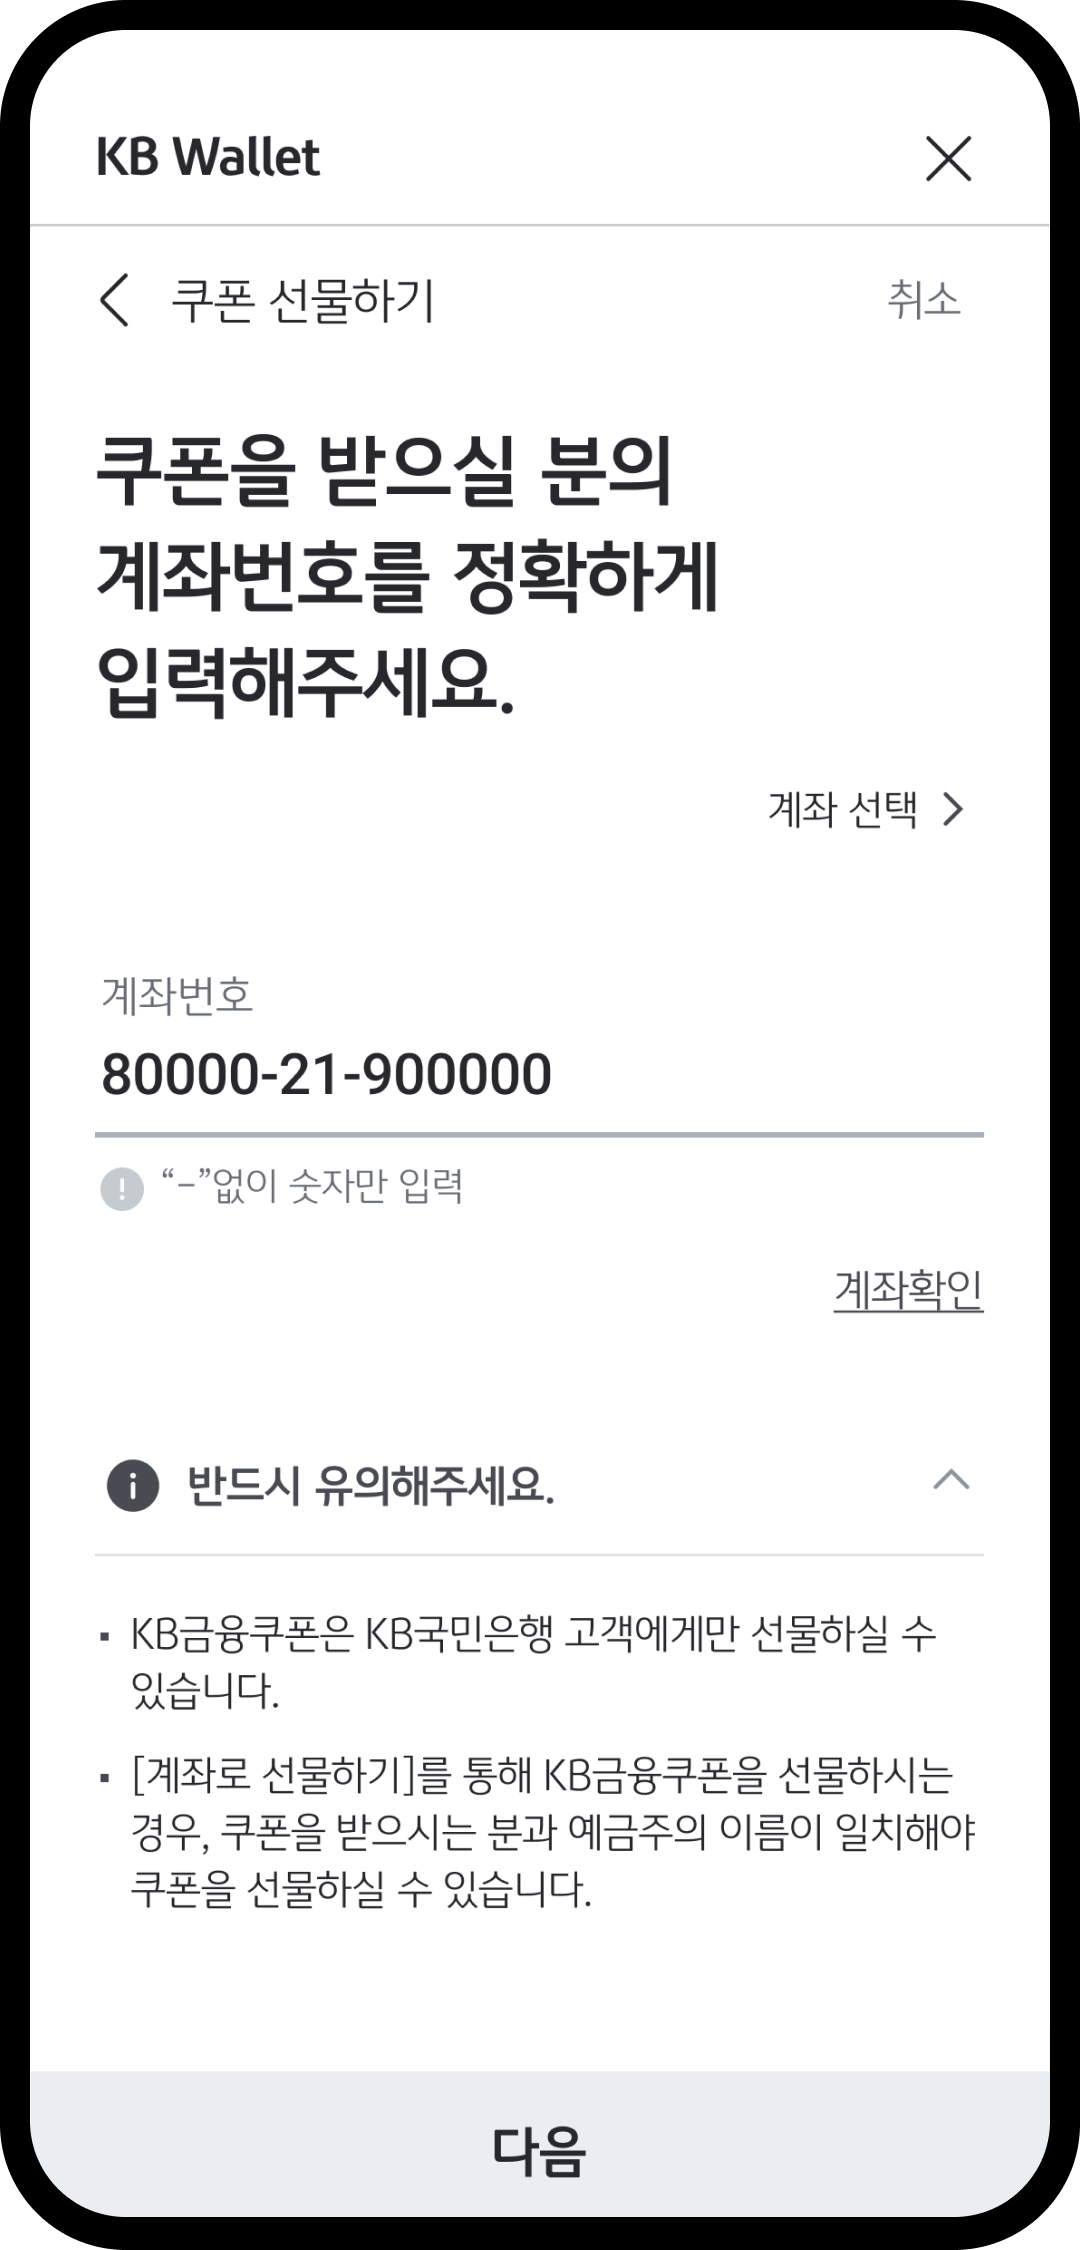 KB Wallet
쿠폰 선물하기 취소
쿠폰을 받으실 분의
계좌번호를 정확하게
입력해주세요.
계좌 선택
계좌번호
80000-21-900000
“-”없이 숫자만 입력
계좌확인
반드시 유의해주세요.
▪ KB금융쿠폰은 KB국민은행 고객에게만 선물하실 수
있습니다.
▪ [계좌로 선물하기]를 통해 KB금융쿠폰을 선물하시는
경우, 쿠폰을 받으시는 분과 예금주의 이름이 일치해야
쿠폰을 선물하실 수 있습니다.
다음